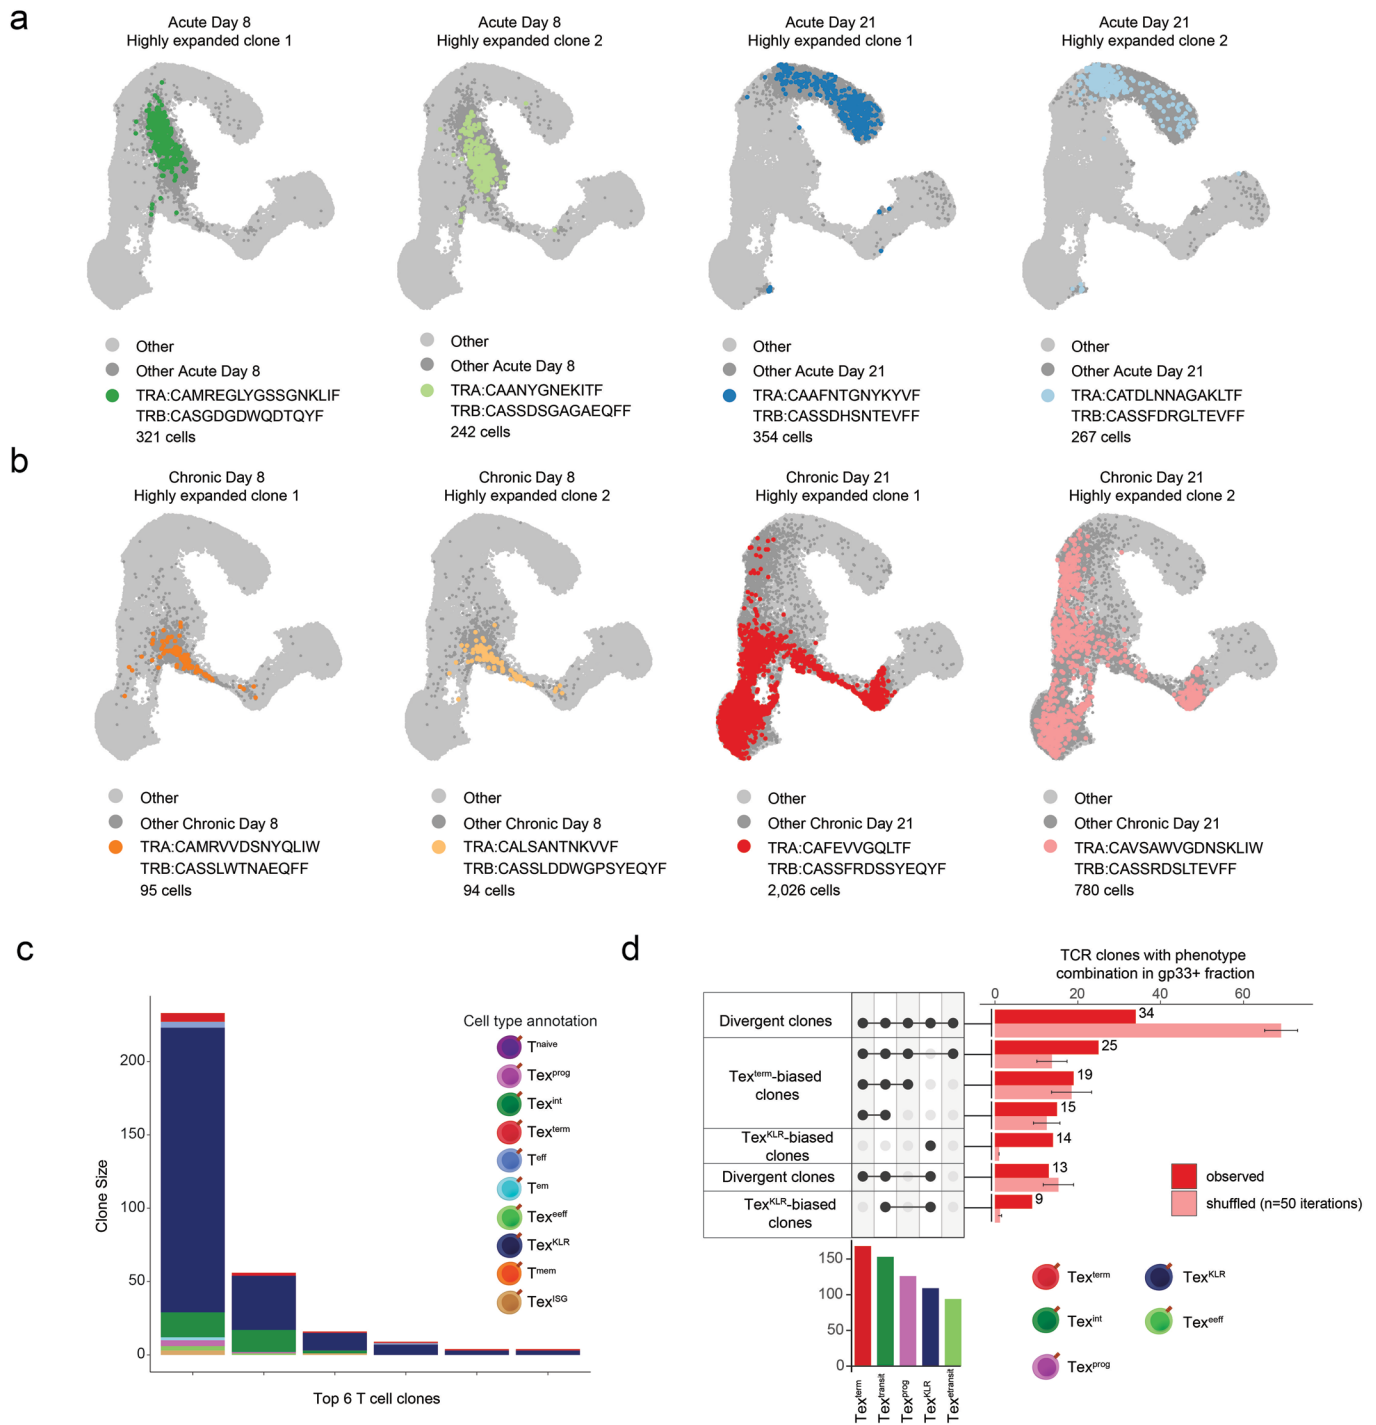 a
Acute Day 8
Highly expanded clone 1
Acute Day 8
Highly expanded clone 2
Acute Day 21
Highly expanded clone 1
Acute Day 21
Highly expanded clone 2
Other
Other Acute Day 8
TRA:CAMREGLYGSSGNKLIF
TRB:CASGDGDWQDTQYF
321 cells
Other
Other Acute Day 8
TRA:CAANYGNEKITF
TRB:CASSDSGAGAEQFF
242 cells
Other
Other Acute Day 21
TRA:CAAFNTGNYKYVF
TRB:CASSDHSNTEVFF
354 cells
Other
Other Acute Day 21
TRA:CATDLNNAGAKLTF
TRB:CASSFDRGLTEVFF
267 cells
b
Chronic Day 8
Highly expanded clone 1
Chronic Day 8
Highly expanded clone 2
Chronic Day 21
Highly expanded clone 1
Chronic Day 21
Highly expanded clone 2
Other
Other Chronic Day 8
TRA:CAMRVVDSNYQLIW
TRB:CASSLWTNAEQFF
95 cells
Other
Other Chronic Day 8
TRA:CALSANTNKVVF
TRB:CASSLDDWGPSYEQYF
94 cells
Other
Other Chronic Day 21
TRA:CAFEVVGQLTF
TRB:CASSFRDSSYEQYF
2,026 cells
Other
Other Chronic Day 21
TRA:CAVSAWVGDNSKLIW
TRB:CASSRDSLTEVFF
780 cells
c
Clone Size
200
150
100
50
0
Top 6 T cell clones
Cell type annotation
Tnaive
Texprog
Texint
Texterm
Teff
Tem
Texeeff
TexKLR
Tmem
TexISG
d
TCR clones with phenotype
combination in gp33+ fraction
0 20 40 60
Divergent clones
34
Texterm-biased
clones
25
19
15
TexKLR-biased
clones
14
Divergent clones
13
TexKLR-biased
clones
9
observed
shuffled (n=50 iterations)
150
100
50
0
Texterm
Textransit
Texprog
TexKLR
Texetransit
Texterm
TexKLR
Texint
Texeeff
Texprog